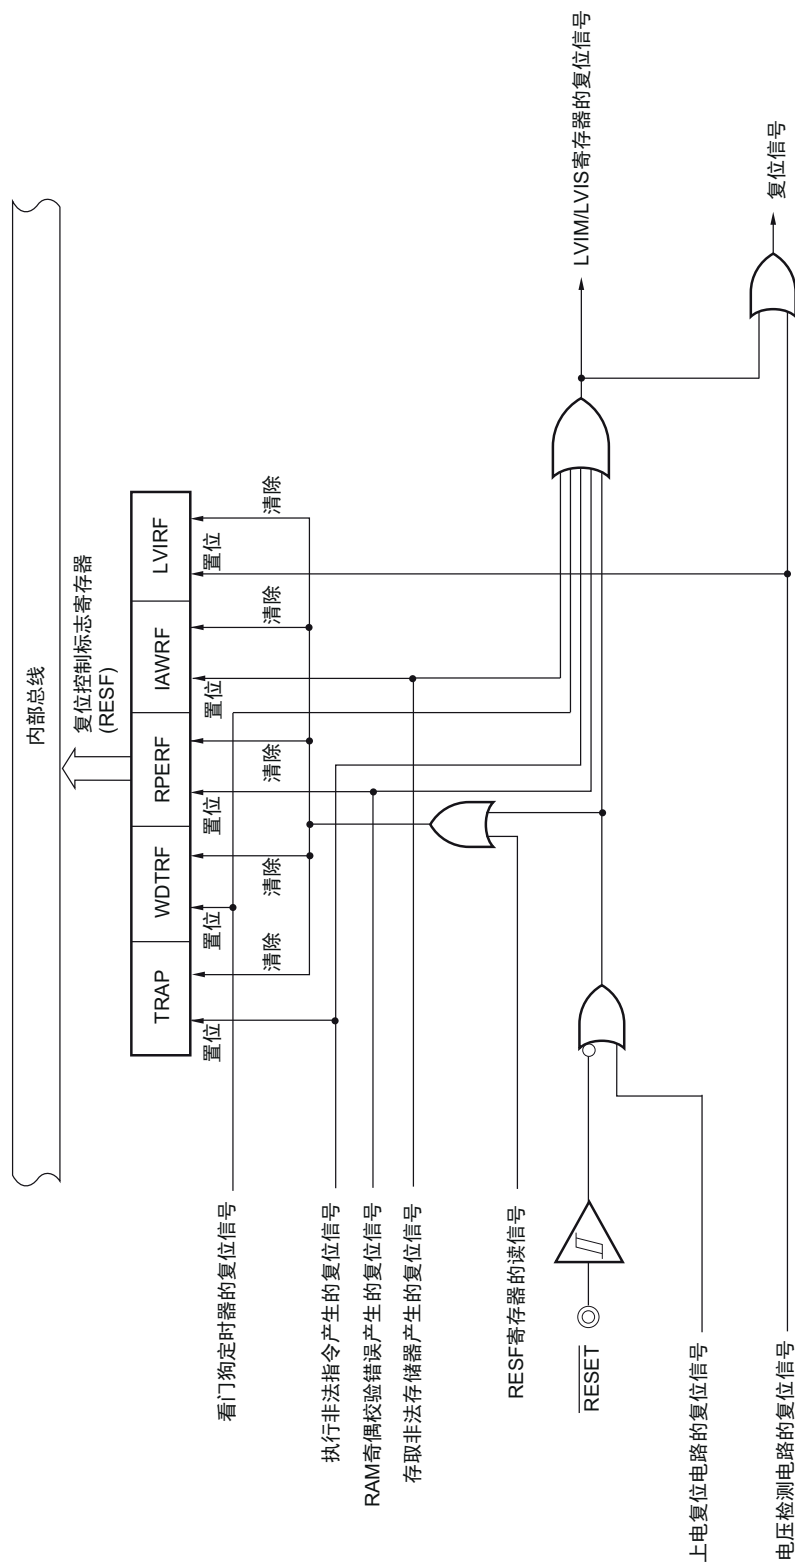 内部总线
复位控制标志寄存器
(RESF)
TRAP
WDTRF
RPERF
IAWRF
LVIRF
置位
清除
置位
清除
置位
清除
置位
清除
置位
清除
看门狗定时器的复位信号
执行非法指令产生的复位信号
RAM奇偶校验错误产生的复位信号
存取非法存储器产生的复位信号
RESF寄存器的读信号
RESET
上电复位电路的复位信号
电压检测电路的复位信号
LVIM/LVIS寄存器的复位信号
复位信号